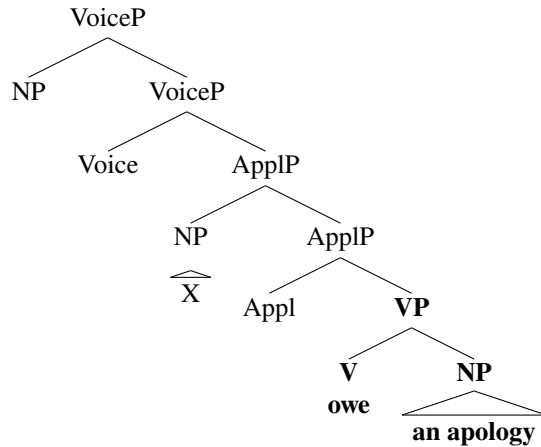 VoiceP
NP VoiceP
Voice ApplP
NP ApplP
X Appl VP
V NP
owe an apology